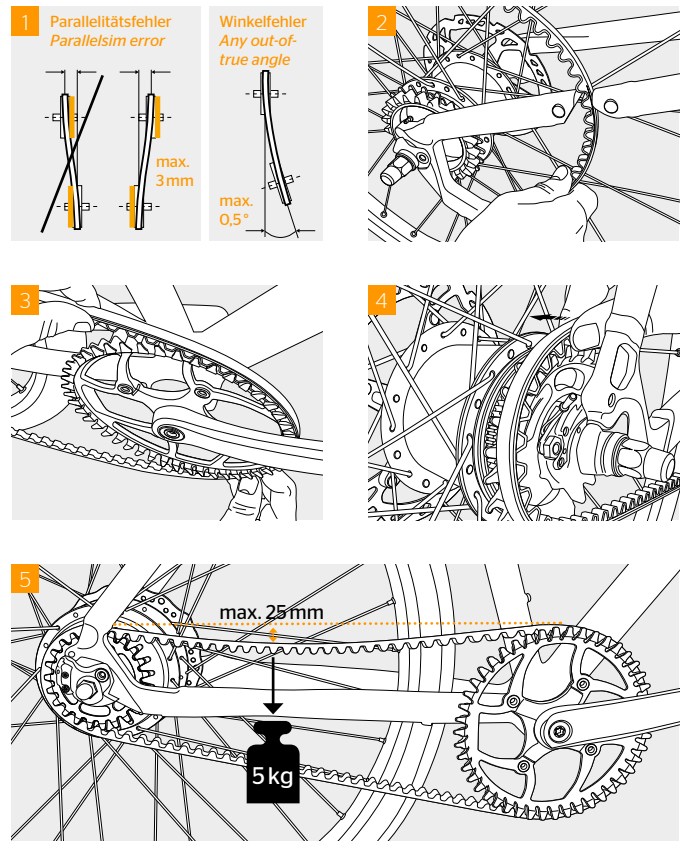 1
Parallelitätsfehler
Parallelsim error
max.
3 mm
Winkelfehler
Any out-of-
true angle
max.
0,5°
2
3
4
5
max. 25 mm
5 kg